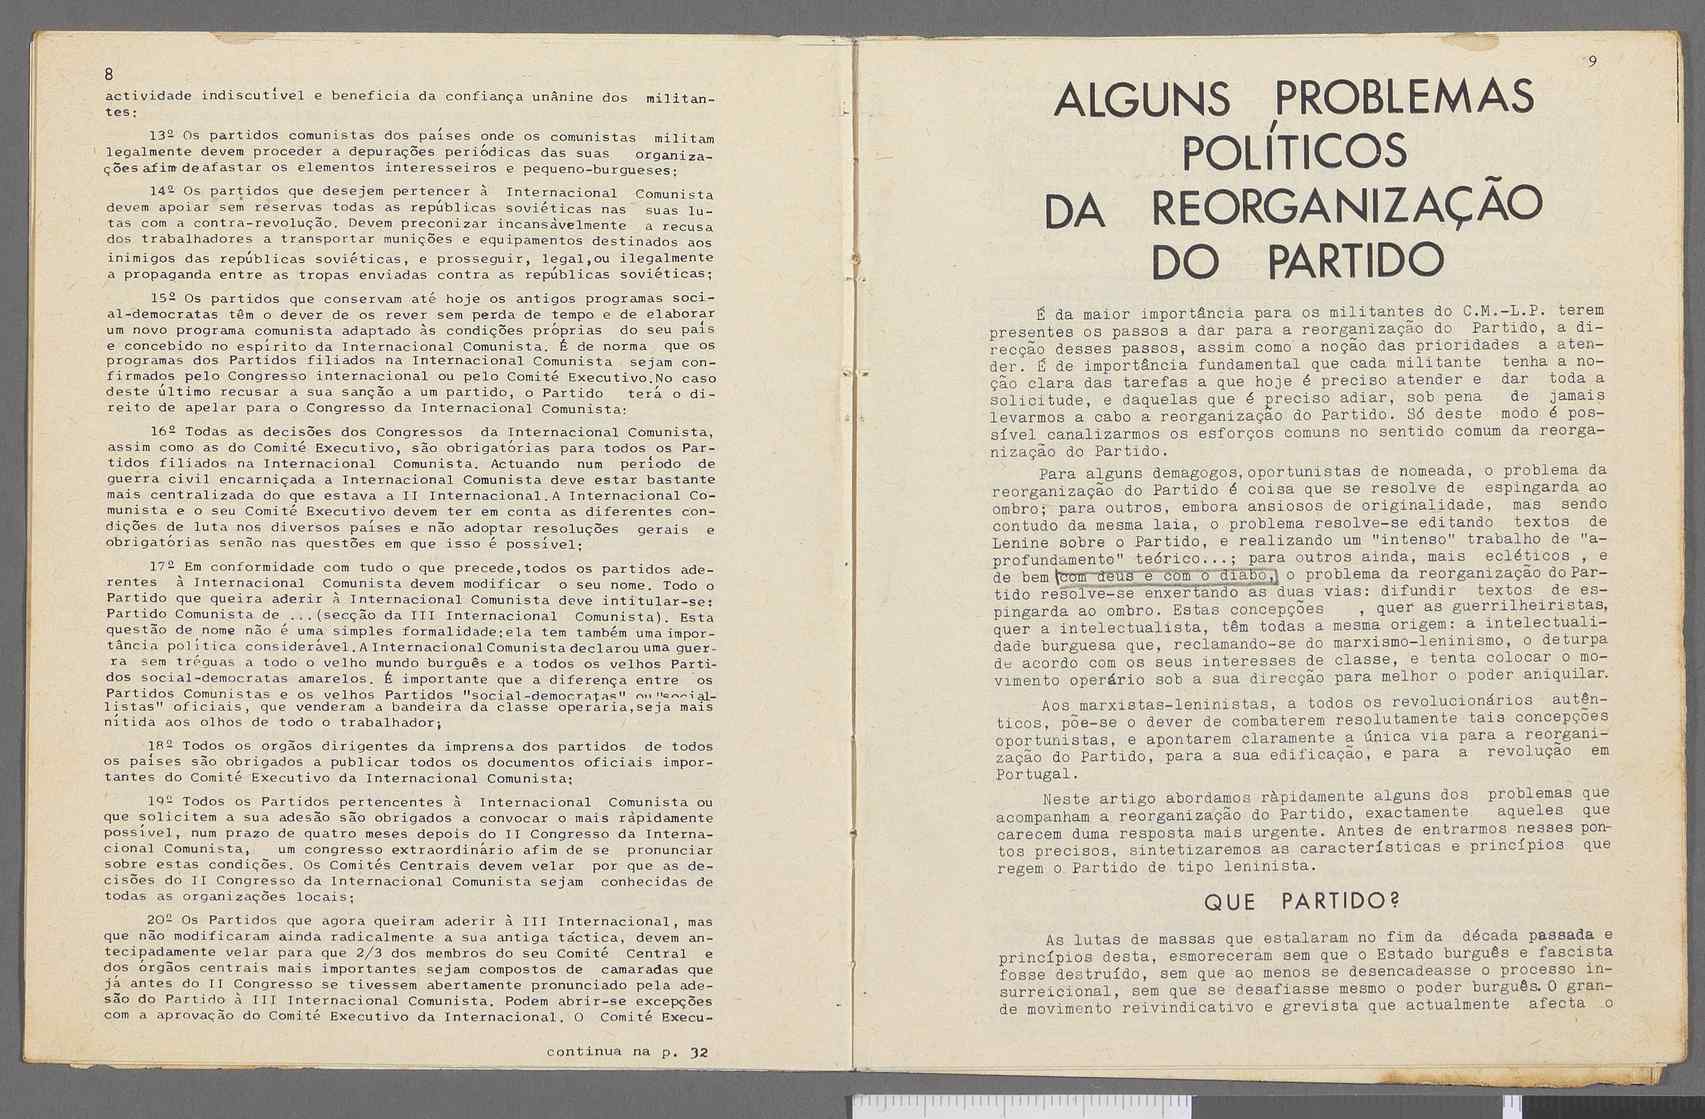 8
actividade indiscutível e beneficia da confiança unânine dos militan-
tes:
13º Os partidos comunistas dos países onde os comunistas militam
legalmente devem proceder a depurações periódicas das suas organiza-
ções afim de afastar os elementos interesseiros e pequeno-burgueses;
14º Os partidos que desejem pertencer à Internacional Comunista
devem apoiar sem reservas todas as repúblicas soviéticas nas suas lu-
tas com a contra-revolução. Devem preconizar incansàvelmente a recusa
dos trabalhadores a transportar munições e equipamentos destinados aos
inimigos das repúblicas soviéticas, e prosseguir, legal,ou ilegalmente
a propaganda entre as tropas enviadas contra as repúblicas soviéticas;
15º Os partidos que conservam até hoje os antigos programas soci-
al-democratas têm o dever de os rever sem perda de tempo e de elaborar
um novo programa comunista adaptado às condições próprias do seu país
e concebido no espírito da Internacional Comunista. É de norma que os
programas dos Partidos filiados na Internacional Comunista sejam con-
firmados pelo Congresso internacional ou pelo Comité Executivo.No caso
deste último recusar a sua sanção a um partido, o Partido terá o di-
reito de apelar para o Congresso da Internacional Comunista:
16º Todas as decisões dos Congressos da Internacional Comunista,
assim como as do Comité Executivo, são obrigatórias para todos os Par-
tidos filiados na Internacional Comunista. Actuando num período de
guerra civil encarniçada a Internacional Comunista deve estar bastante
mais centralizada do que estava a II Internacional.A Internacional Co-
munista e o seu Comité Executivo devem ter em conta as diferentes con-
dições de luta nos diversos países e não adoptar resoluções gerais e
obrigatórias senão nas questões em que isso é possível;
17º Em conformidade com tudo o que precede,todos os partidos ade-
rentes à Internacional Comunista devem modificar o seu nome. Todo o
Partido que queira aderir à Internacional Comunista deve intitular-se:
Partido Comunista de ...(secção da III Internacional Comunista). Esta
questão de nome não é uma simples formalidade;ela tem também uma impor-
tância política considerável.A Internacional Comunista declarou uma guer-
ra sem tréguas a todo o velho mundo burguês e a todos os velhos Parti-
dos social-democratas amarelos. É importante que a diferença entre os
Partidos Comunistas e os velhos Partidos "social-democratas" ou "social-
listas" oficiais, que venderam a bandeira da classe operária,seja mais
nítida aos olhos de todo o trabalhador;
18º Todos os orgãos dirigentes da imprensa dos partidos de todos
os países são obrigados a publicar todos os documentos oficiais impor-
tantes do Comité Executivo da Internacional Comunista;
19º Todos os Partidos pertencentes à Internacional Comunista ou
que solicitem a sua adesão são obrigados a convocar o mais ràpidamente
possível, num prazo de quatro meses depois do II Congresso da Interna-
cional Comunista, um congresso extraordinário afim de se pronunciar
sobre estas condições. Os Comités Centrais devem velar por que as de-
cisões do II Congresso da Internacional Comunista sejam conhecidas de
todas as organizações locais;
20º Os Partidos que agora queiram aderir à III Internacional, mas
que não modificaram ainda radicalmente a sua antiga táctica, devem an-
tecipadamente velar para que 2/3 dos membros do seu Comité Central e
dos órgãos centrais mais importantes sejam compostos de camaradas que
já antes do II Congresso se tivessem abertamente pronunciado pela ade-
são do Partido à III Internacional Comunista. Podem abrir-se excepções
com a aprovação do Comité Executivo da Internacional. O Comité Execu-
continua na p. 32
9
ALGUNS PROBLEMAS
POLÍTICOS
DA REORGANIZAÇÃO
DO PARTIDO
É da maior importância para os militantes do C.M.-L.P. terem
presentes os passos a dar para a reorganização do Partido, a di-
recção desses passos, assim como a noção das prioridades a aten-
der. É de importância fundamental que cada militante tenha a no-
ção clara das tarefas a que hoje é preciso atender e dar toda a
solicitude, e daquelas que é preciso adiar, sob pena de jamais
levarmos a cabo a reorganização do Partido. Só deste modo é pos-
sível canalizarmos os esforços comuns no sentido comum da reorga-
nização do Partido.
Para alguns demagogos,oportunistas de nomeada, o problema da
reorganização do Partido é coisa que se resolve de espingarda ao
ombro; para outros, embora ansiosos de originalidade, mas sendo
contudo da mesma laia, o problema resolve-se editando textos de
Lenine sobre o Partido, e realizando um "intenso" trabalho de "a-
profundamento" teórico...; para outros ainda, mais ecléticos , e
de bem com deus e com o diabo, o problema da reorganização do Par-
tido resolve-se enxertando as duas vias: difundir textos de es-
pingarda ao ombro. Estas concepções , quer as guerrilheiristas,
quer a intelectualista, têm todas a mesma origem: a intelectuali-
dade burguesa que, reclamando-se do marxismo-leninismo, o deturpa
de acordo com os seus interesses de classe, e tenta colocar o mo-
vimento operário sob a sua direcção para melhor o poder aniquilar.
Aos marxistas-leninistas, a todos os revolucionários autên-
ticos, põe-se o dever de combaterem resolutamente tais concepções
oportunistas, e apontarem claramente a única via para a reorgani-
zação do Partido, para a sua edificação, e para a revolução em
Portugal.
Neste artigo abordamos ràpidamente alguns dos problemas que
acompanham a reorganização do Partido, exactamente aqueles que
carecem duma resposta mais urgente. Antes de entrarmos nesses pon-
tos precisos, sintetizaremos as características e princípios que
regem o Partido de tipo leninista.
QUE PARTIDO?
As lutas de massas que estalaram no fim da década passada e
princípios desta, esmoreceram sem que o Estado burguês e fascista
fosse destruído, sem que ao menos se desencadeasse o processo in-
surreicional, sem que se desafiasse mesmo o poder burguês. O gran-
de movimento reivindicativo e grevista que actualmente afecta o